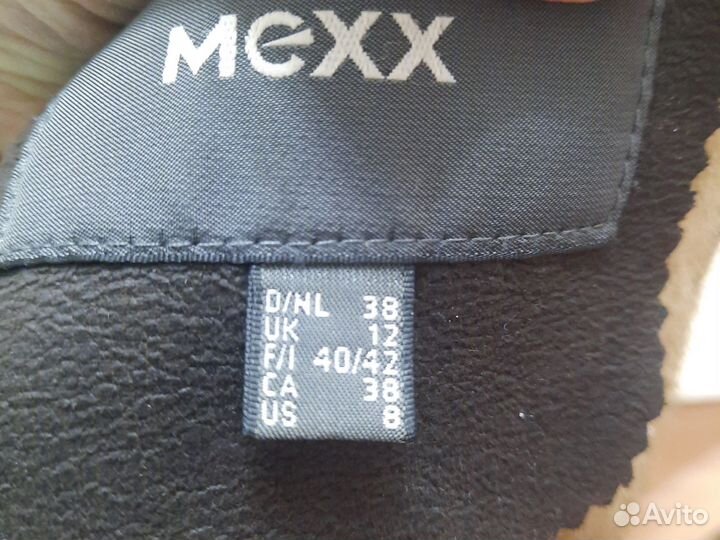 MEXX
D/NL 38
UK 12
F/I 40/42
CA 38
US 8
Avito